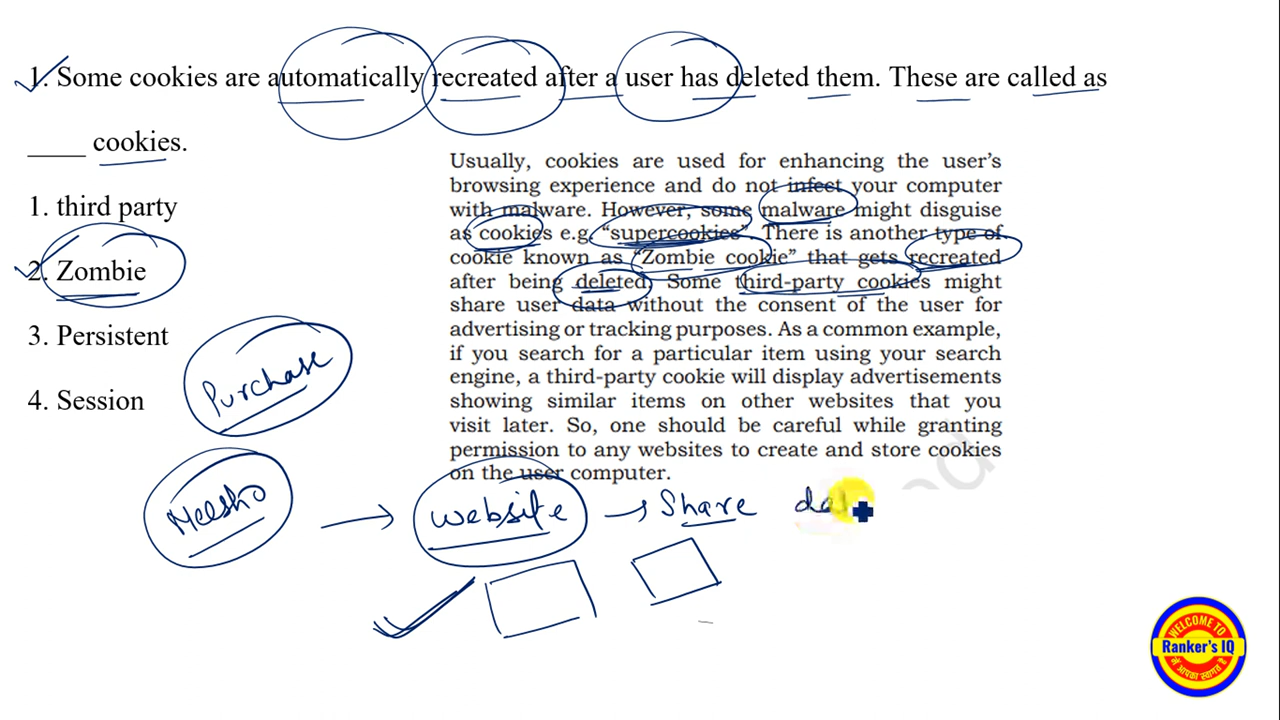 1. Some cookies are automatically recreated after a user has deleted them. These are called as
____ cookies.
1. third party
2. Zombie
3. Persistent
4. Session
Usually, cookies are used for enhancing the user's
browsing experience and do not infect your computer
with malware. However, some malware might disguise
as cookies e.g. “supercookies”. There is another type of
cookie known as “Zombie cookie” that gets recreated
after being deleted. Some third-party cookies might
share user data without the consent of the user for
advertising or tracking purposes. As a common example,
if you search for a particular item using your search
engine, a third-party cookie will display advertisements
showing similar items on other websites that you
visit later. So, one should be careful while granting
permission to any websites to create and store cookies
on the user computer.
Purchase
Meesho
website
Share
WELCOME TO
Ranker's IQ
में आपका स्वागत है